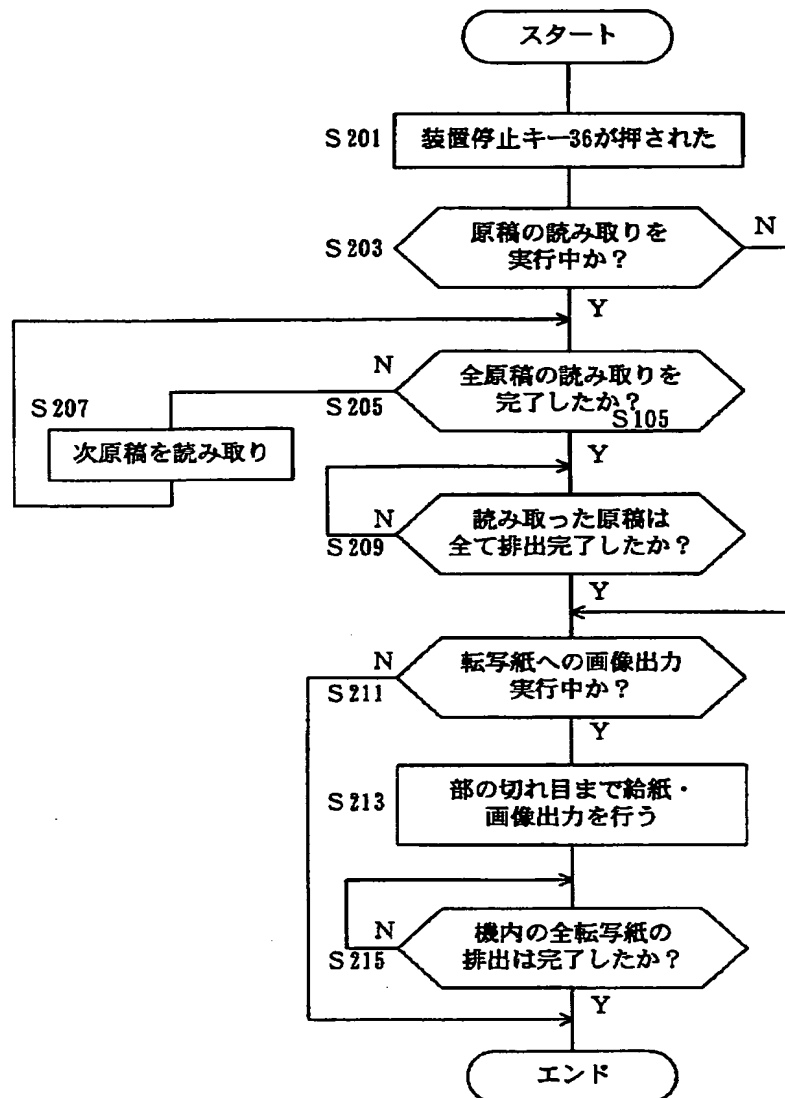 スタート
S201
装置停止キー36が押された
S203
原稿の読み取りを
実行中か?
N
Y
N
S205
全原稿の読み取りを
完了したか?
S105
Y
S207
次原稿を読み取り
N
S209
読み取った原稿は
全て排出完了したか?
Y
N
S211
転写紙への画像出力
実行中か?
Y
S213
部の切れ目まで給紙・
画像出力を行う
N
S215
機内の全転写紙の
排出は完了したか?
Y
エンド